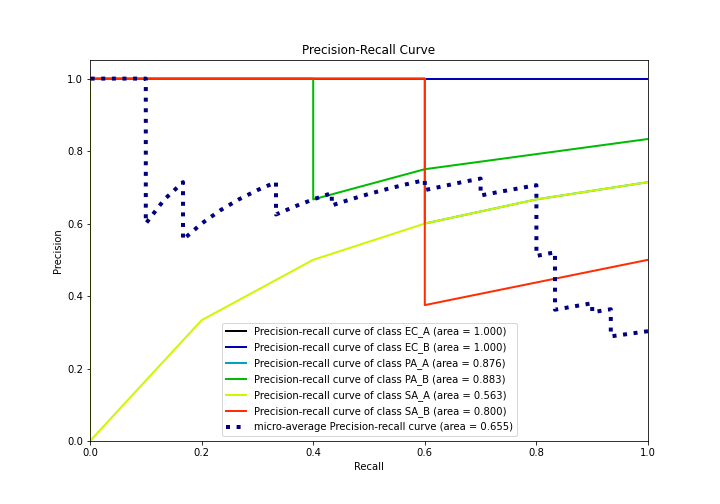 Precision-Recall Curve
1.0
0.8
0.6
0.4
0.2
0.0
Precision
Precision-recall curve of class EC_A (area = 1.000)
Precision-recall curve of class EC_B (area = 1.000)
Precision-recall curve of class PA_A (area = 0.876)
Precision-recall curve of class PA_B (area = 0.883)
Precision-recall curve of class SA_A (area = 0.563)
Precision-recall curve of class SA_B (area = 0.800)
micro-average Precision-recall curve (area = 0.655)
0.0 0.2 0.4 0.6 0.8 1.0
Recall